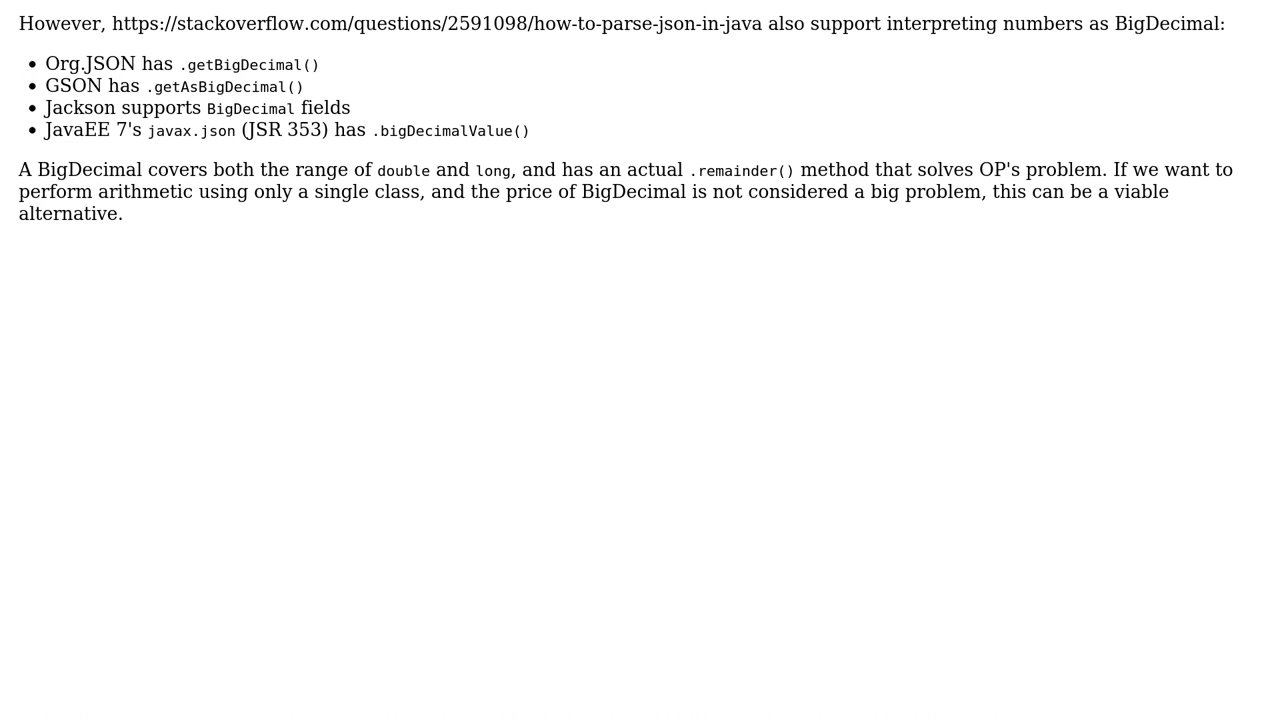 However, https://stackoverflow.com/questions/2591098/how-to-parse-json-in-java also support interpreting numbers as BigDecimal:
• Org.JSON has .getBigDecimal()
• GSON has .getAsBigDecimal()
• Jackson supports BigDecimal fields
• JavaEE 7's javax.json (JSR 353) has .bigDecimalValue()
A BigDecimal covers both the range of double and long, and has an actual .remainder() method that solves OP's problem. If we want to
perform arithmetic using only a single class, and the price of BigDecimal is not considered a big problem, this can be a viable
alternative.